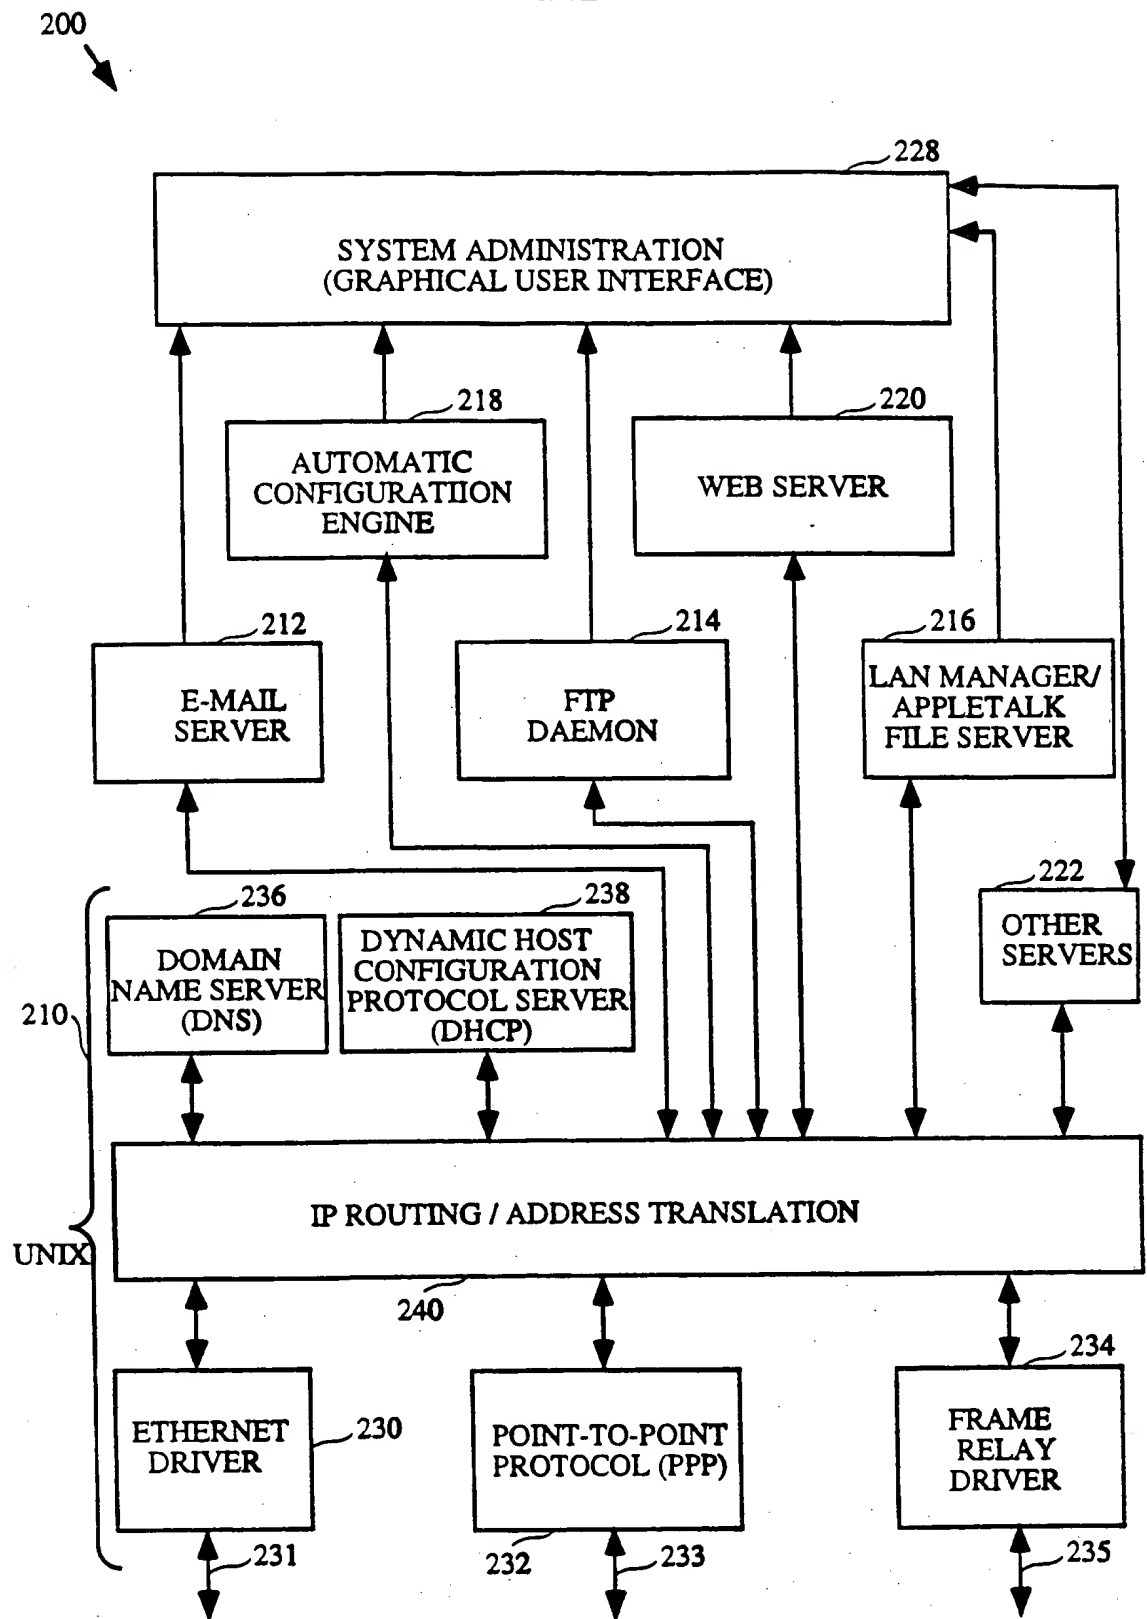 200
228
SYSTEM ADMINISTRATION
(GRAPHICAL USER INTERFACE)
218
220
AUTOMATIC
CONFIGURATION
ENGINE
WEB SERVER
212
214
216
E-MAIL
SERVER
FTP
DAEMON
LAN MANAGER/
APPLETALK
FILE SERVER
236
238
222
DOMAIN
NAME SERVER
(DNS)
DYNAMIC HOST
CONFIGURATION
PROTOCOL SERVER
(DHCP)
OTHER
SERVERS
210
IP ROUTING / ADDRESS TRANSLATION
UNIX
240
234
ETHERNET
DRIVER
230
POINT-TO-POINT
PROTOCOL (PPP)
FRAME
RELAY
DRIVER
231
232
233
235